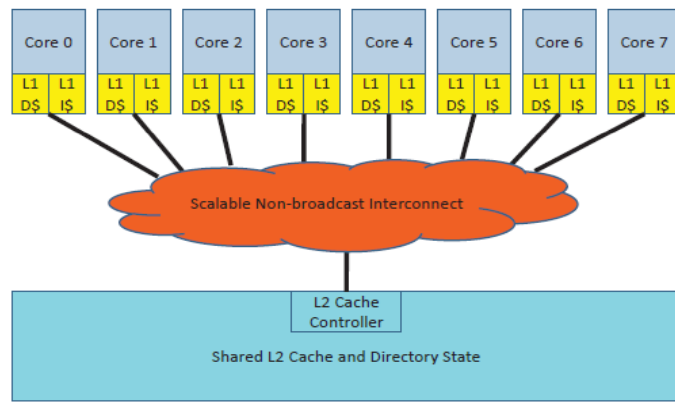 Core 0 Core 1 Core 2 Core 3 Core 4 Core 5 Core 6 Core 7
L1 L1 L1 L1 L1 L1 L1 L1 L1 L1 L1 L1 L1 L1 L1 L1
D$ I$ D$ I$ D$ I$ D$ I$ D$ I$ D$ I$ D$ I$ D$ I$
Scalable Non-broadcast Interconnect
L2 Cache
Controller
Shared L2 Cache and Directory State